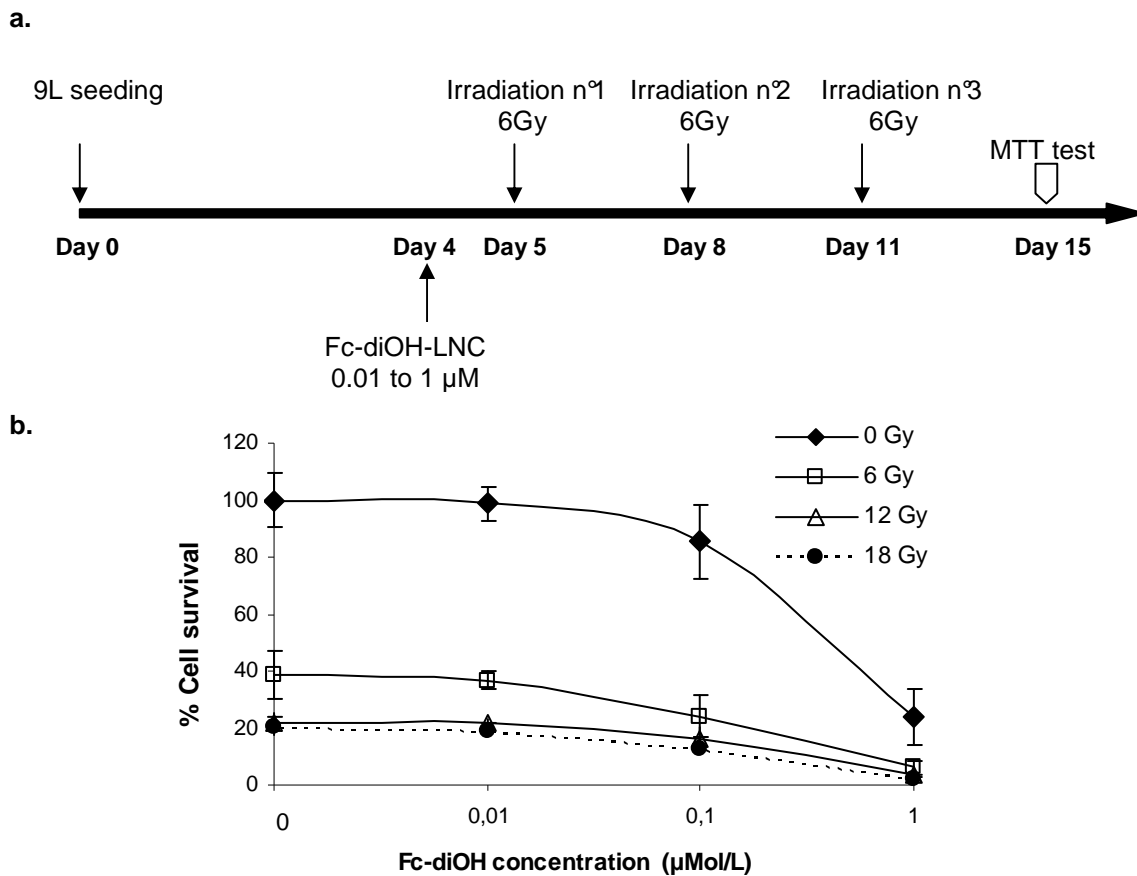 a.
9L seeding
Irradiation n°1
6Gy
Irradiation n°2
6Gy
Irradiation n°3
6Gy
MTT test
Day 0
Day 4
Day 5
Day 8
Day 11
Day 15
Fc-diOH-LNC
0.01 to 1 µM
b.
% Cell survival
120
100
80
60
40
20
0
0 Gy
6 Gy
12 Gy
18 Gy
0
0,01
0,1
1
Fc-diOH concentration (µMol/L)